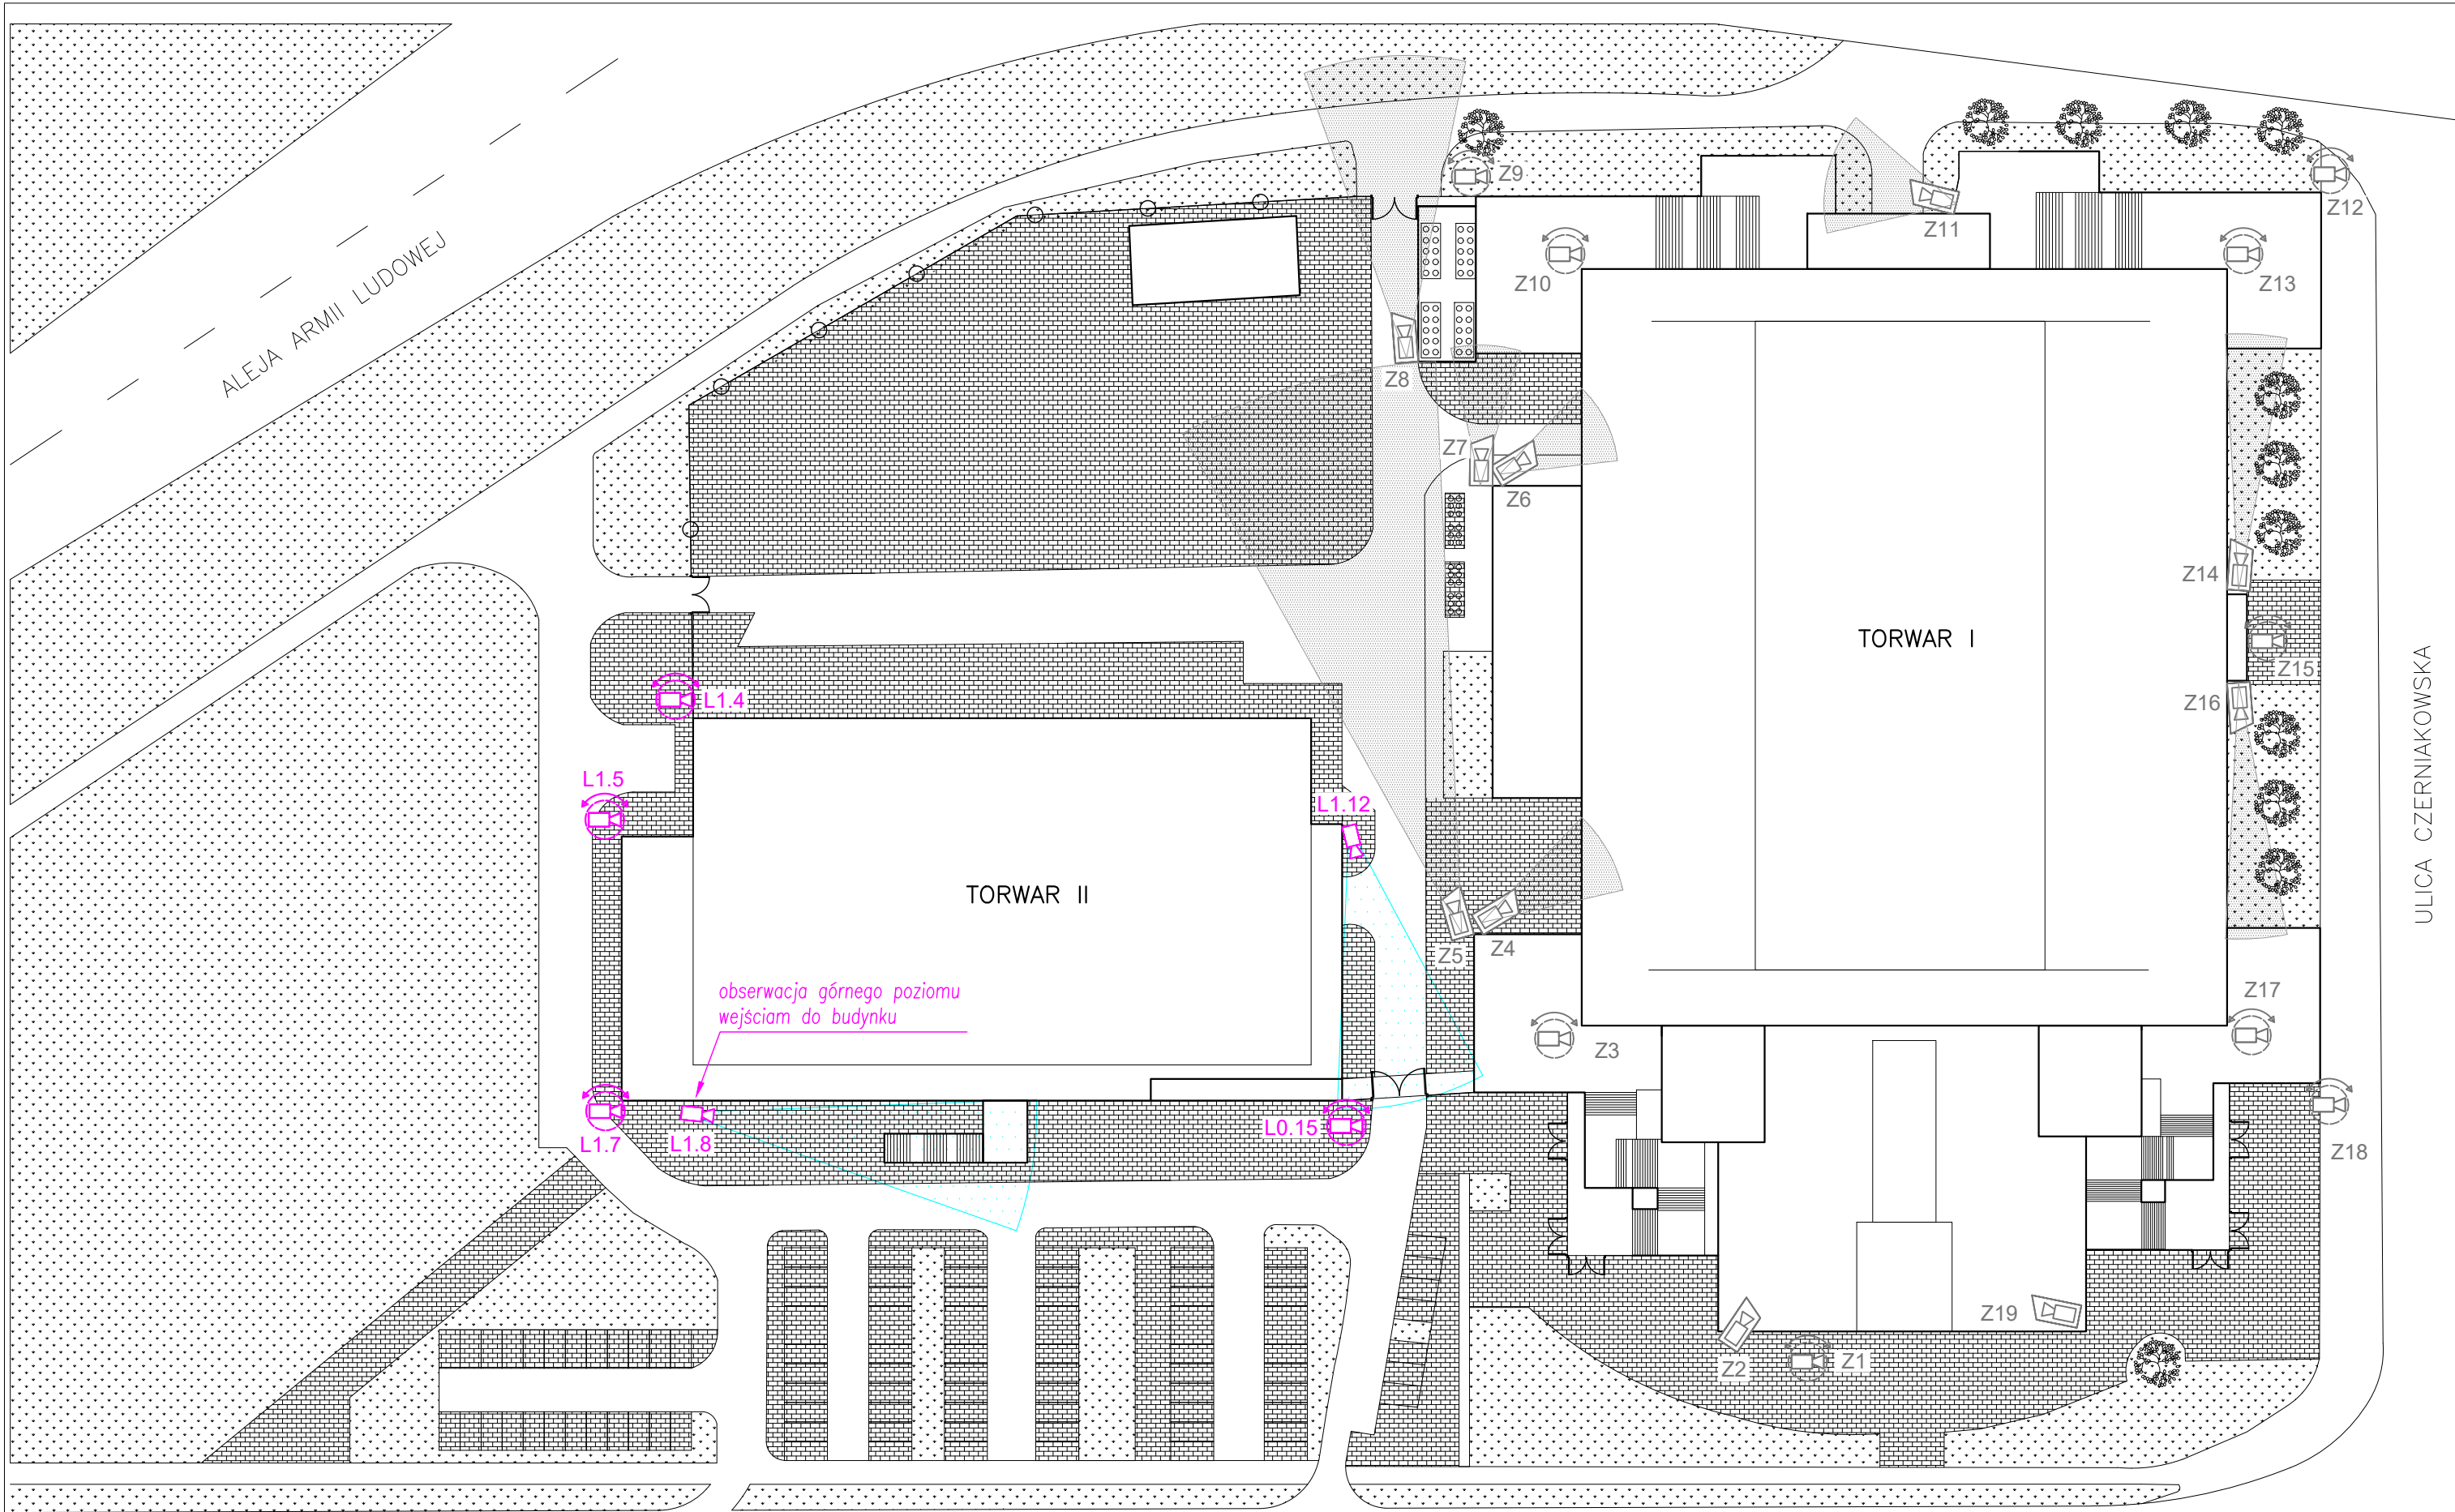 Z9
Z12
Z11
ALEJA ARMII LUDOWEJ
Z10
Z13
Z8
Z7
Z6
Z14
TORWAR I
Z15
L1.4
Z16
ULICA CZERNIAKOWSKA
L1.5
L1.12
TORWAR II
Z5
Z4
obserwacja górnego poziomu
wejściam do budynku
Z17
Z3
L1.7
L1.8
L0.15
Z18
Z19
Z2
Z1